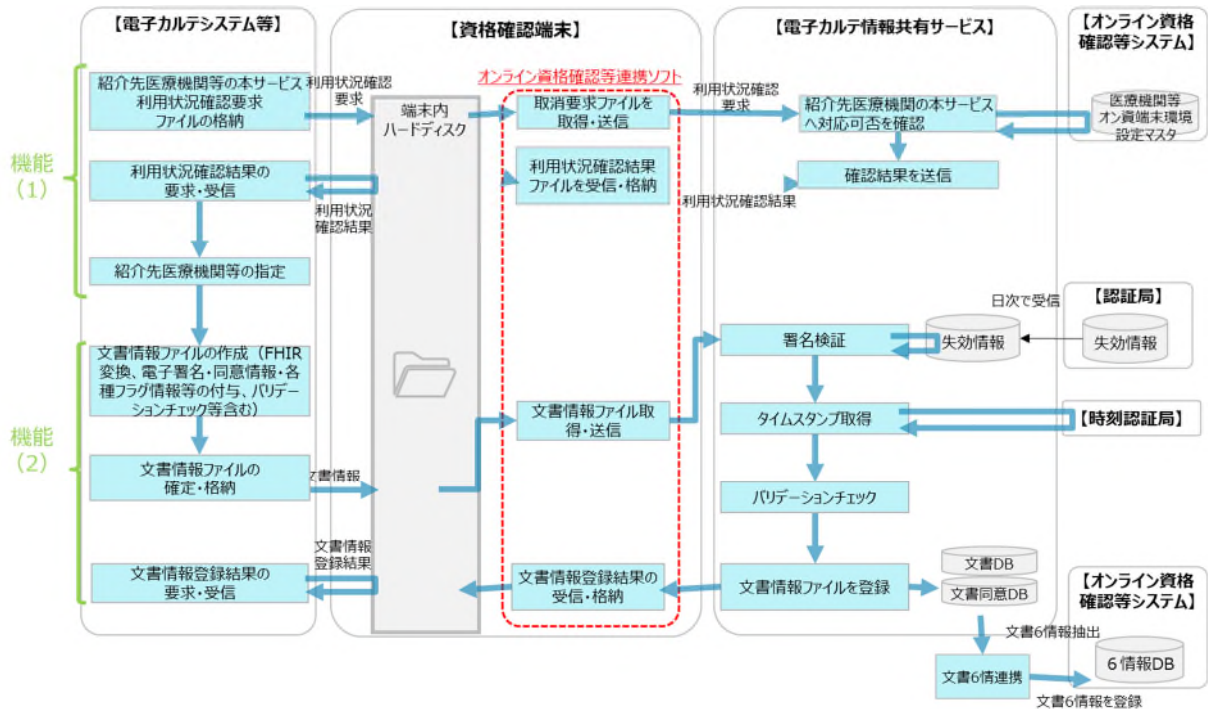 【電子カルテシステム等】
【資格確認端末】
【電子カルテ情報共有サービス】
【オンライン資格
確認等システム】
機能
(1)
紹介先医療機関等の本サービス
利用状況確認要求
ファイルの格納
利用状況確認
要求
端末内
ハードディスク
オンライン資格確認等連携ソフト
取消要求ファイルを
取得・送信
利用状況確認
要求
紹介先医療機関の本サービス
へ対応可否を確認
医療機関等
オン資端末環境
設定マスタ
利用状況確認結果の
要求・受信
利用状況
確認結果
利用状況確認結果
ファイルを受信・格納
利用状況確認結果
確認結果を送信
紹介先医療機関等の指定
機能
(2)
文書情報ファイルの作成（FHIR
変換、電子署名・同意情報・各
種フラグ情報等の付与、バリデー
ションチェック等含む）
署名検証
失効情報
日次で受信
【認証局】
失効情報
文書情報ファイル取
得・送信
タイムスタンプ取得
【時刻認証局】
文書情報ファイルの
確定・格納
文書情報
バリデーションチェック
文書情報登録結果の
要求・受信
文書情報
登録結果
文書情報登録結果の
受信・格納
文書情報ファイルを登録
文書DB
文書同意DB
【オンライン資格
確認等システム】
文書6情報抽出
文書6情連携
6情報DB
文書6情報を登録